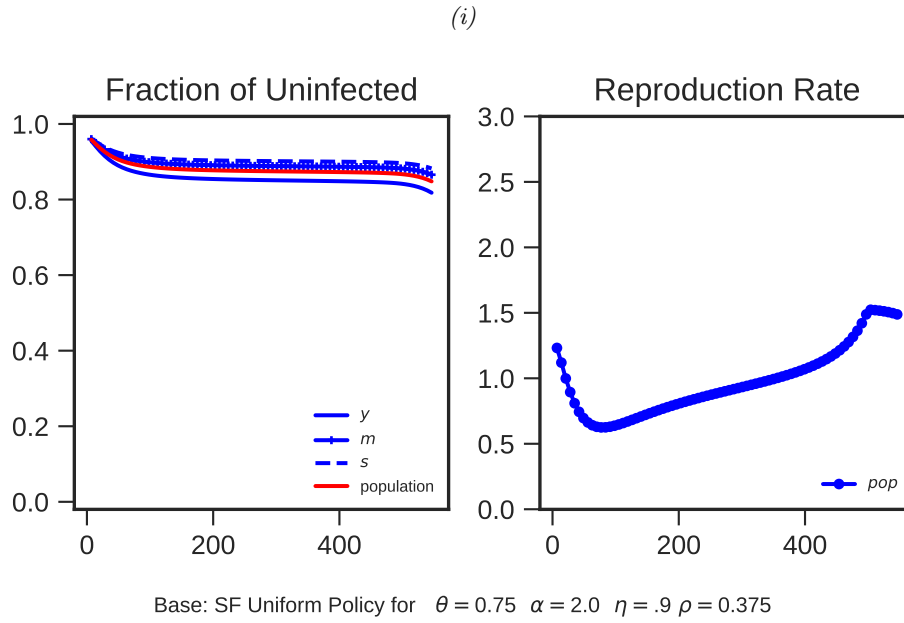 (i)
Fraction of Uninfected
Reproduction Rate
1.0
0.8
0.6
0.4
0.2
0.0
y
m
s
population
0 200 400
3.0
2.5
2.0
1.5
1.0
0.5
0.0
pop
0 200 400
Base: SF Uniform Policy for θ = 0.75 α = 2.0 η = .9 ρ = 0.375